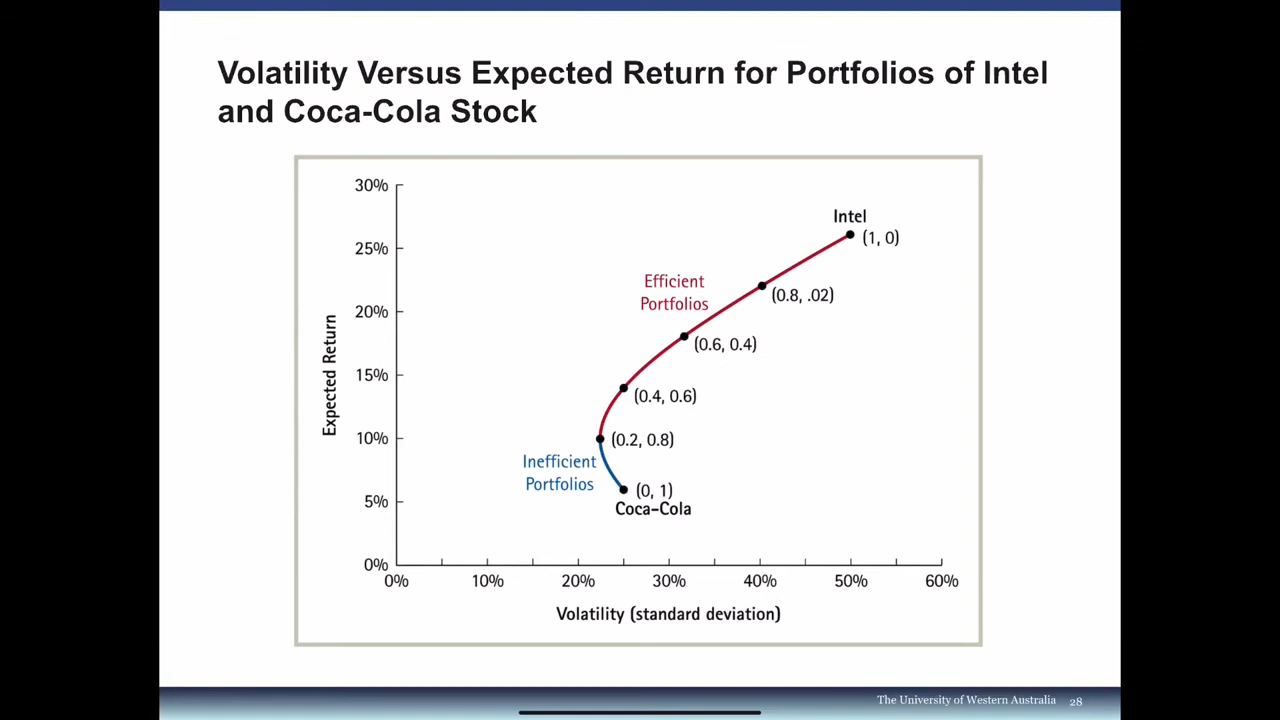 Volatility Versus Expected Return for Portfolios of Intel
and Coca-Cola Stock
30%
25%
20%
15%
10%
5%
0%
Expected Return
Intel
(1, 0)
Efficient
Portfolios
(0.8, .02)
(0.6, 0.4)
(0.4, 0.6)
(0.2, 0.8)
Inefficient
Portfolios
(0, 1)
Coca-Cola
0% 10% 20% 30% 40% 50% 60%
Volatility (standard deviation)
The University of Western Australia 28